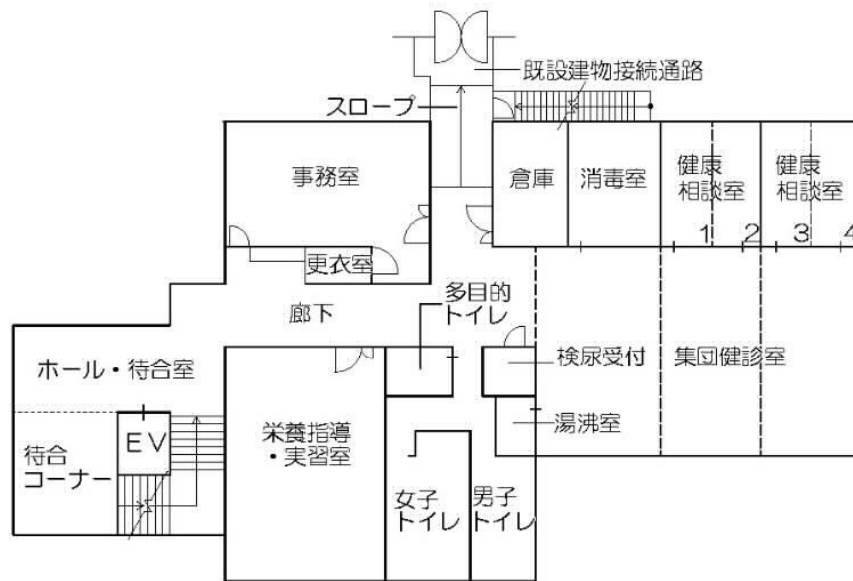 既設建物接続通路
スロープ
事務室
倉庫
消毒室
健康
相談室
健康
相談室
1
2
3
4
更衣室
多目的
トイレ
廊下
ホール・待合室
検尿受付
集団健診室
湯沸室
EV
待合
コーナー
栄養指導
・実習室
女子
トイレ
男子
トイレ